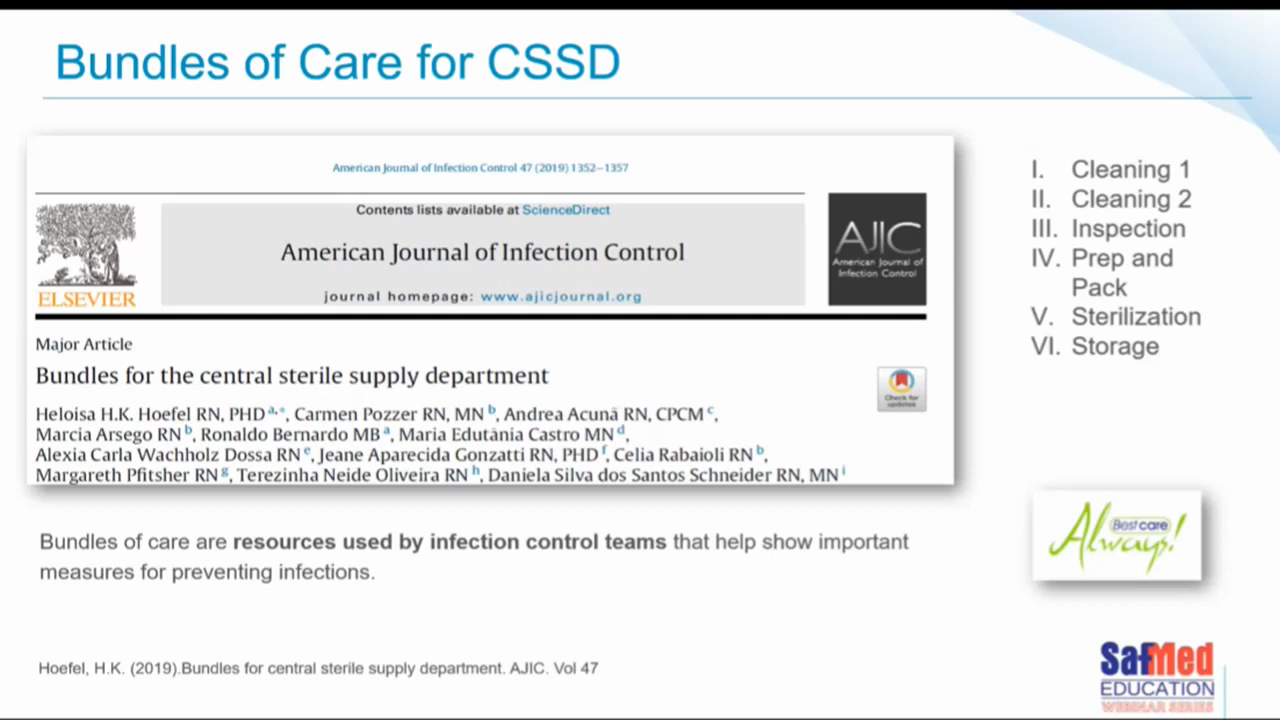 Bundles of Care for CSSD
American Journal of Infection Control 47 (2019) 1352–1357
Contents lists available at ScienceDirect
American Journal of Infection Control
journal homepage: www.ajicjournal.org
ELSEVIER
AJIC
American Journal of
Infection Control
Major Article
Bundles for the central sterile supply department
Check for
updates
Heloisa H.K. Hoefel RN, PHD a,*, Carmen Pozzer RN, MN b, Andrea Acunã RN, CPCM c,
Marcia Arsego RN b, Ronaldo Bernardo MB a, Maria Edutânia Castro MN d,
Alexia Carla Wachholz Dossa RN e, Jeane Aparecida Gonzatti RN, PHD f, Celia Rabaioli RN b,
Margareth Pfitsher RN g, Terezinha Neide Oliveira RN h, Daniela Silva dos Santos Schneider RN, MN i
I. Cleaning 1
II. Cleaning 2
III. Inspection
IV. Prep and
Pack
V. Sterilization
VI. Storage
Bundles of care are resources used by infection control teams that help show important
measures for preventing infections.
Best care
Always!
Hoefel, H.K. (2019).Bundles for central sterile supply department. AJIC. Vol 47
SafMed
EDUCATION
WEBINAR SERIES